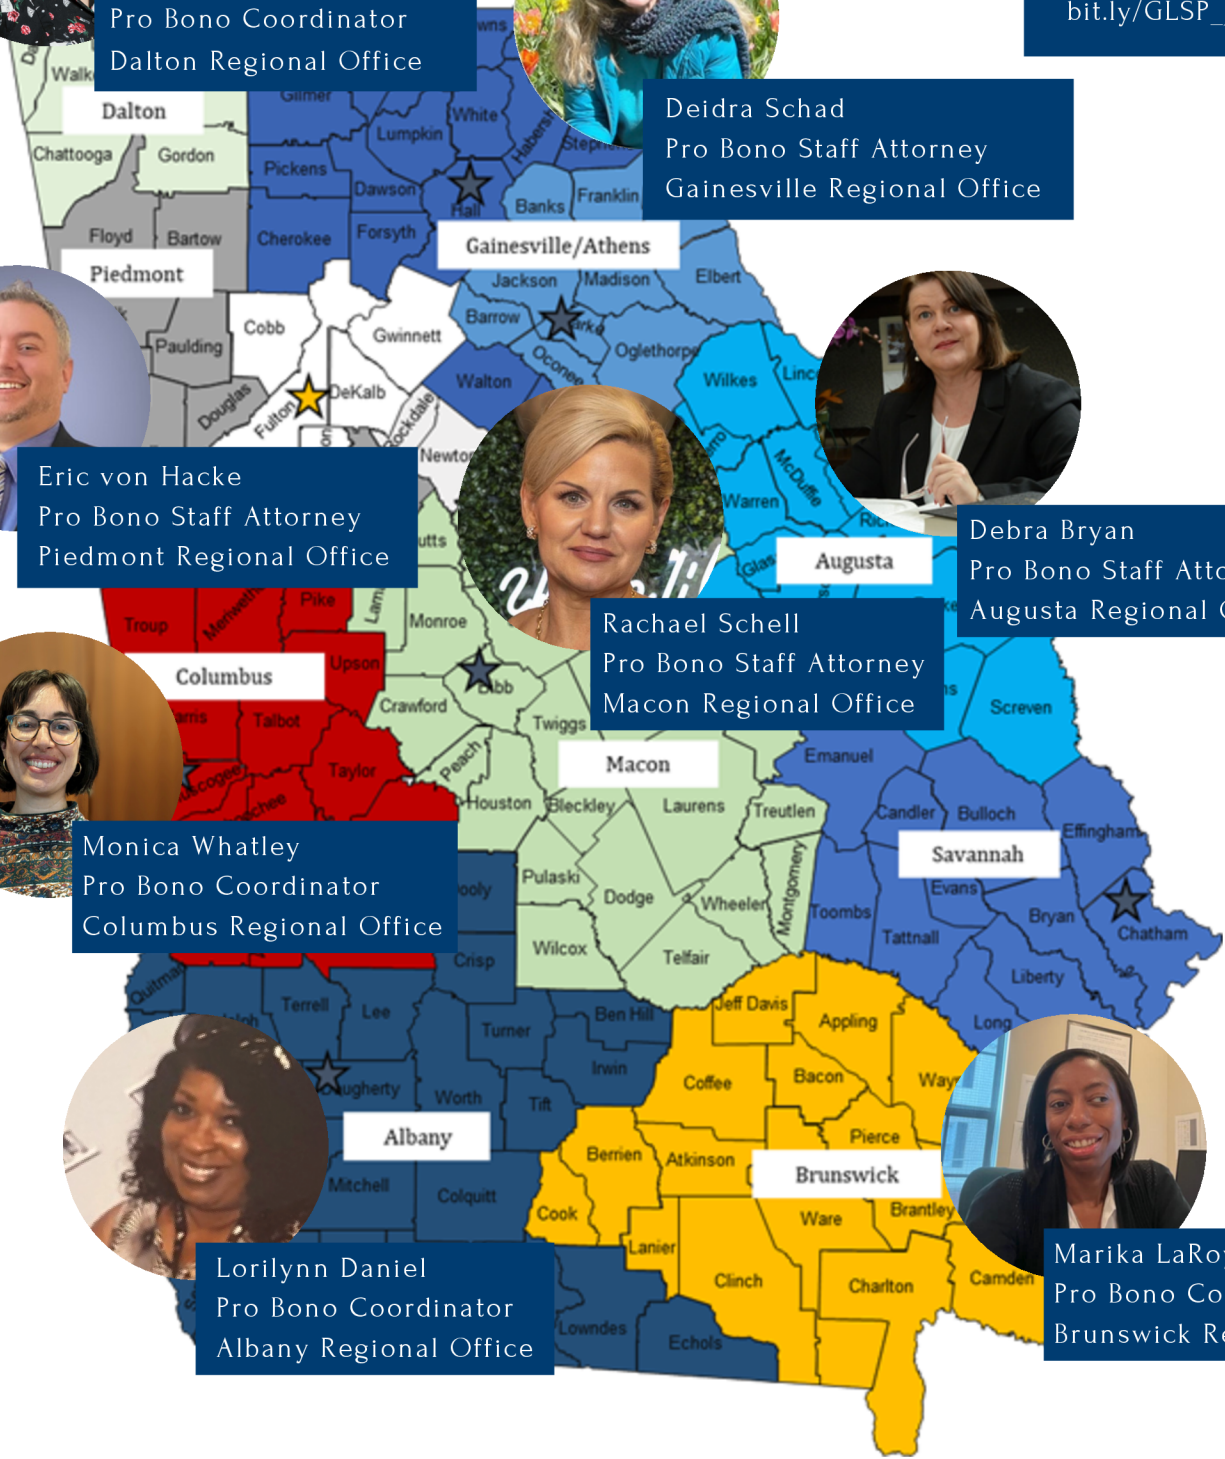 Pro Bono Coordinator
Dalton Regional Office
bit.ly/GLSP_
Deidra Schad
Pro Bono Staff Attorney
Gainesville Regional Office
Dalton
Gilmer
White
Lumpkin
Chattooga
Gordon
Pickens
Dawson
Hall
Banks
Franklin
Floyd
Bartow
Cherokee
Forsyth
Gainesville/Athens
Piedmont
Jackson
Madison
Elbert
Barrow
Cobb
Gwinnett
Paulding
Oconee
Oglethorpe
Walton
Wilkes
DeKalb
Douglas
Fulton
Rockdale
Newton
McDuffie
Warren
Eric von Hacke
Pro Bono Staff Attorney
Piedmont Regional Office
Augusta
Debra Bryan
Pro Bono Staff Atto
Augusta Regional
Pike
Troup
Monroe
Rachael Schell
Pro Bono Staff Attorney
Macon Regional Office
Columbus
Upson
Bibb
Crawford
Talbot
Twiggs
Screven
Taylor
Peach
Macon
Emanuel
Houston
Bleckley
Laurens
Treutlen
Candler
Bulloch
Effingham
Monica Whatley
Pro Bono Coordinator
Columbus Regional Office
Savannah
Pulaski
Dodge
Wheeler
Montgomery
Toombs
Evans
Bryan
Chatham
Tattnall
Wilcox
Telfair
Crisp
Liberty
Quitman
Terrell
Lee
Turner
Ben Hill
Jeff Davis
Appling
Long
Irwin
Coffee
Bacon
Dougherty
Worth
Tift
Albany
Pierce
Berrien
Atkinson
Brunswick
Mitchell
Colquitt
Cook
Ware
Brantley
Lanier
Clinch
Charlton
Camden
Lorilynn Daniel
Pro Bono Coordinator
Albany Regional Office
Marika LaRo
Pro Bono Co
Brunswick Re
Lowndes
Echols